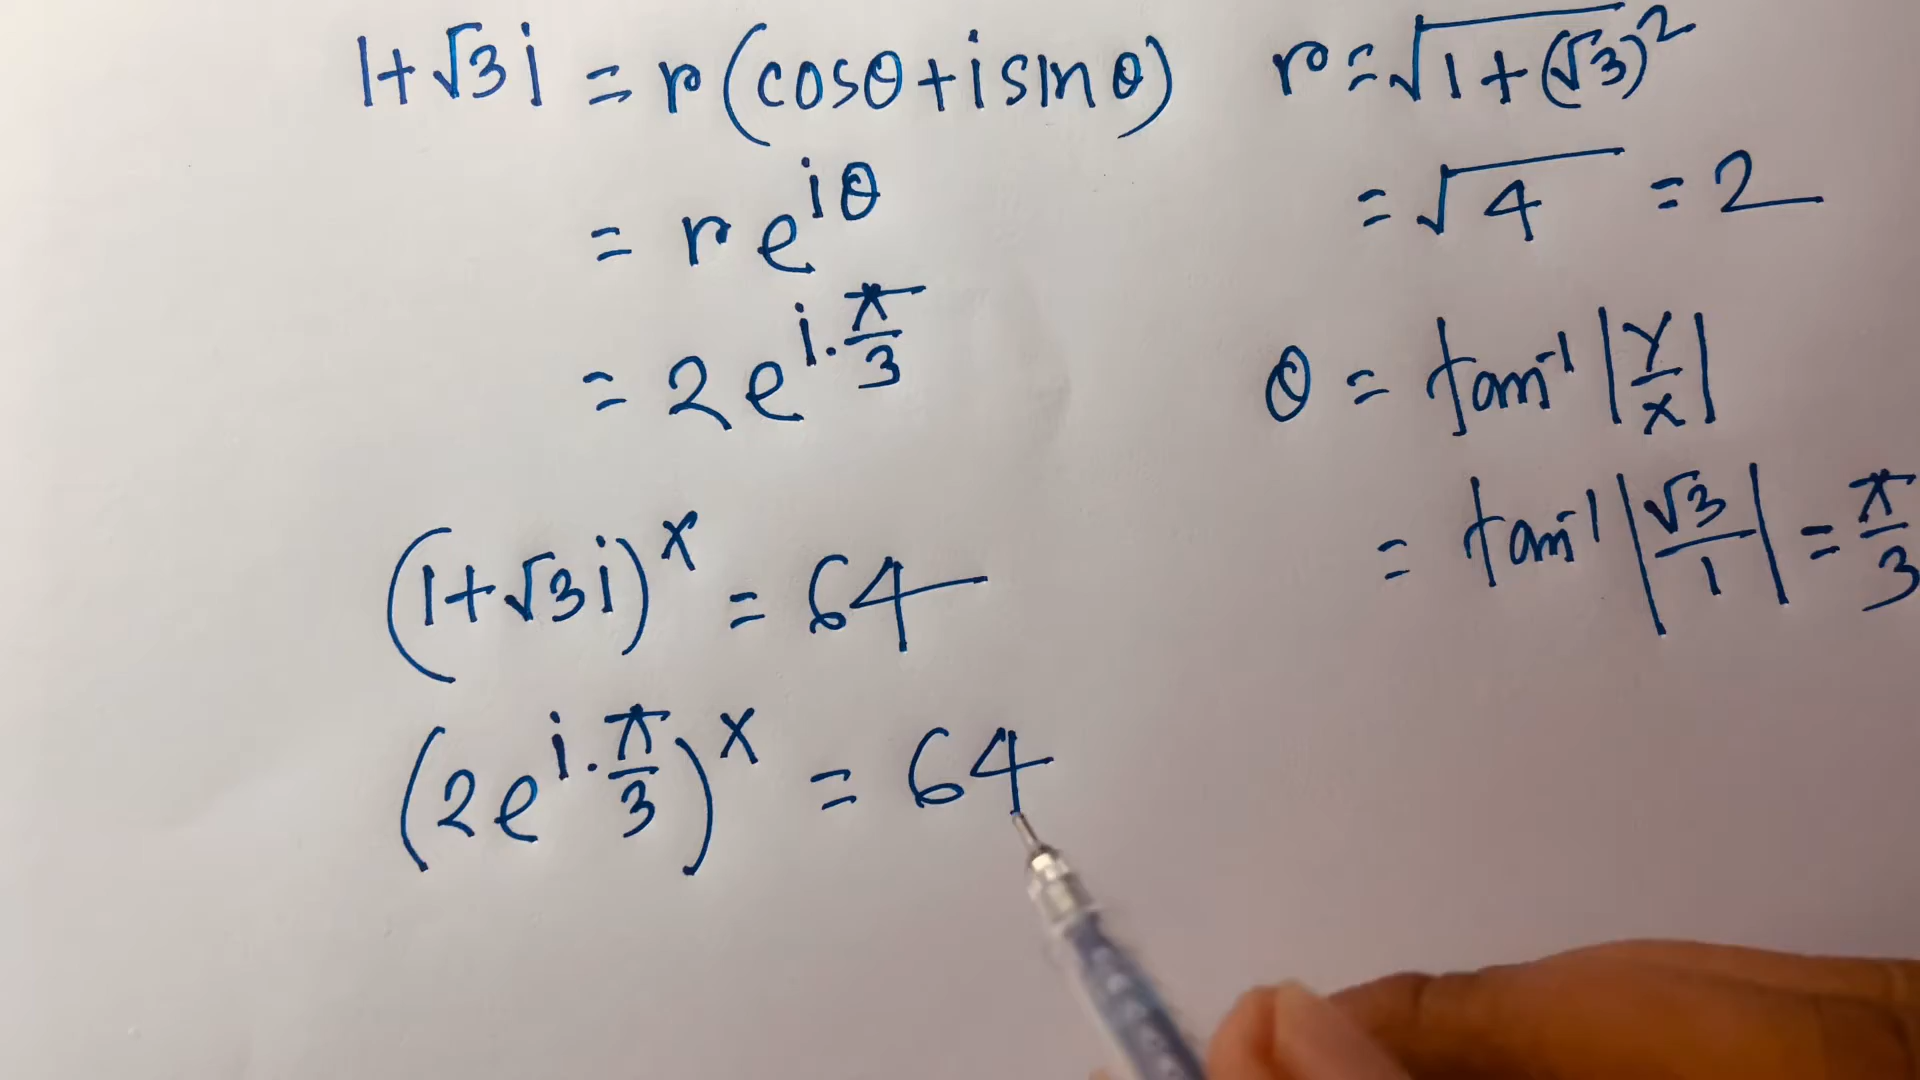 1+√3i = r(cosθ+isinθ)
= re^{iθ}
= 2e^{i·π/3}
r=√1+(√3)²
=√4 =2
θ = tan⁻¹|y/x|
= tan⁻¹|√3/1| = π/3
(1+√3i)^x = 64
(2e^{i·π/3})^x = 64